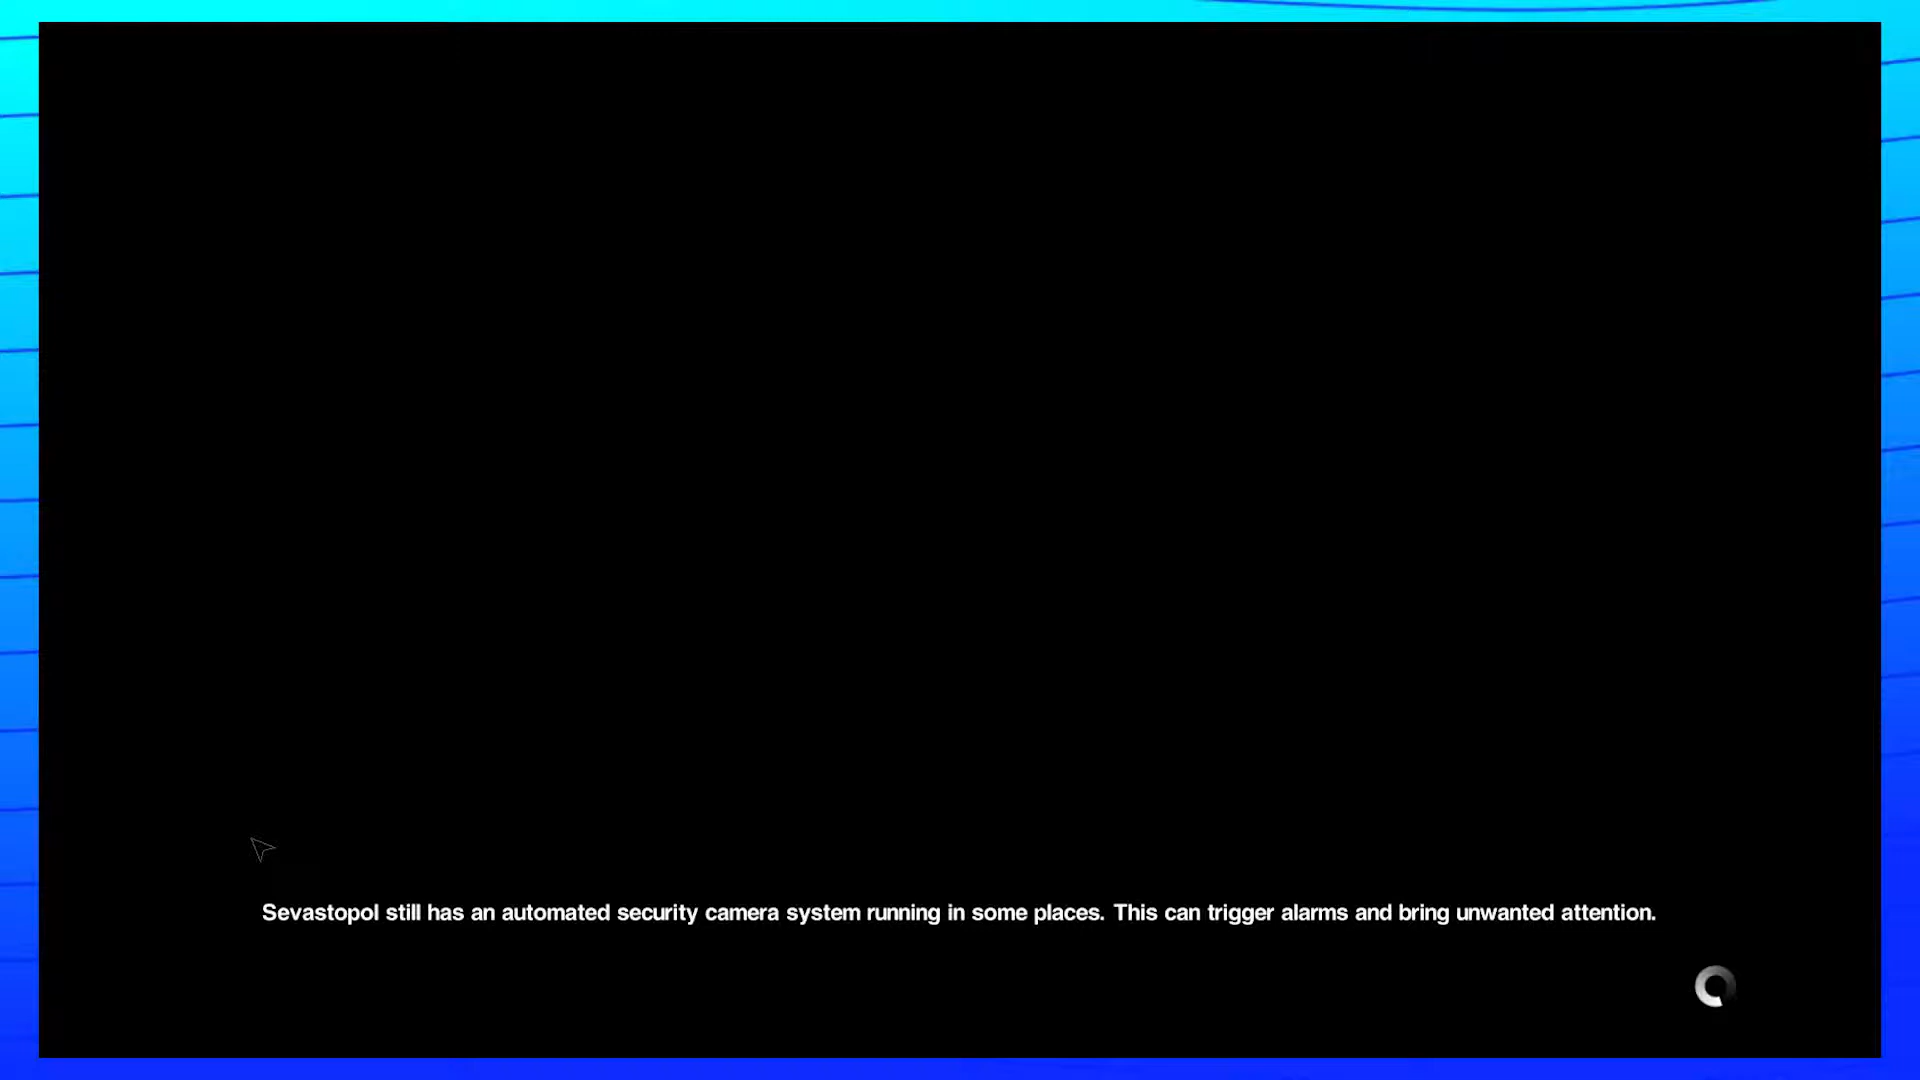 Sevastopol still has an automated security camera system running in some places. This can trigger alarms and bring unwanted attention.